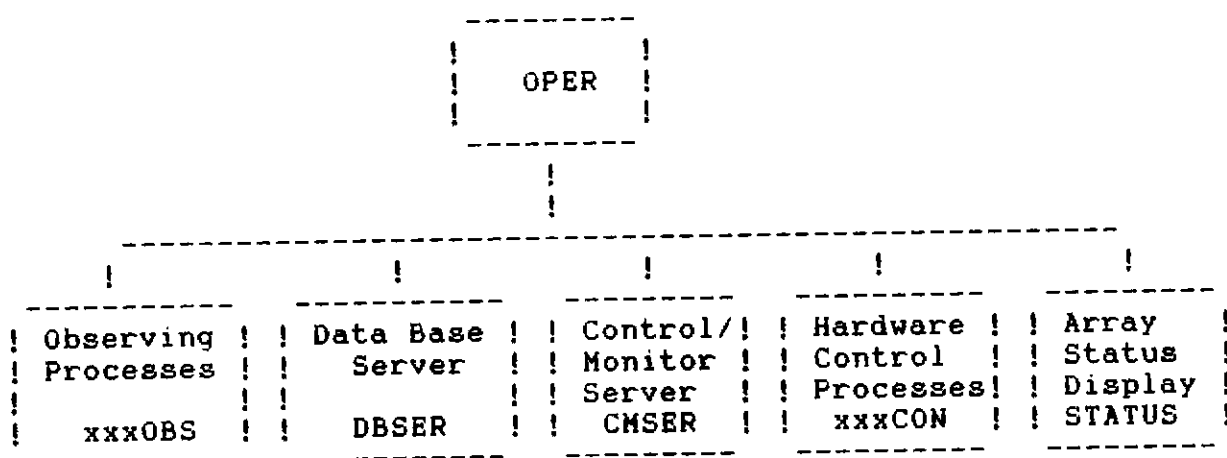 OPER
Observing Processes xxxOBS
Data Base Server DBSER
Control/ Monitor Server CMSER
Hardware Control Processes xxxCON
Array Status Display STATUS